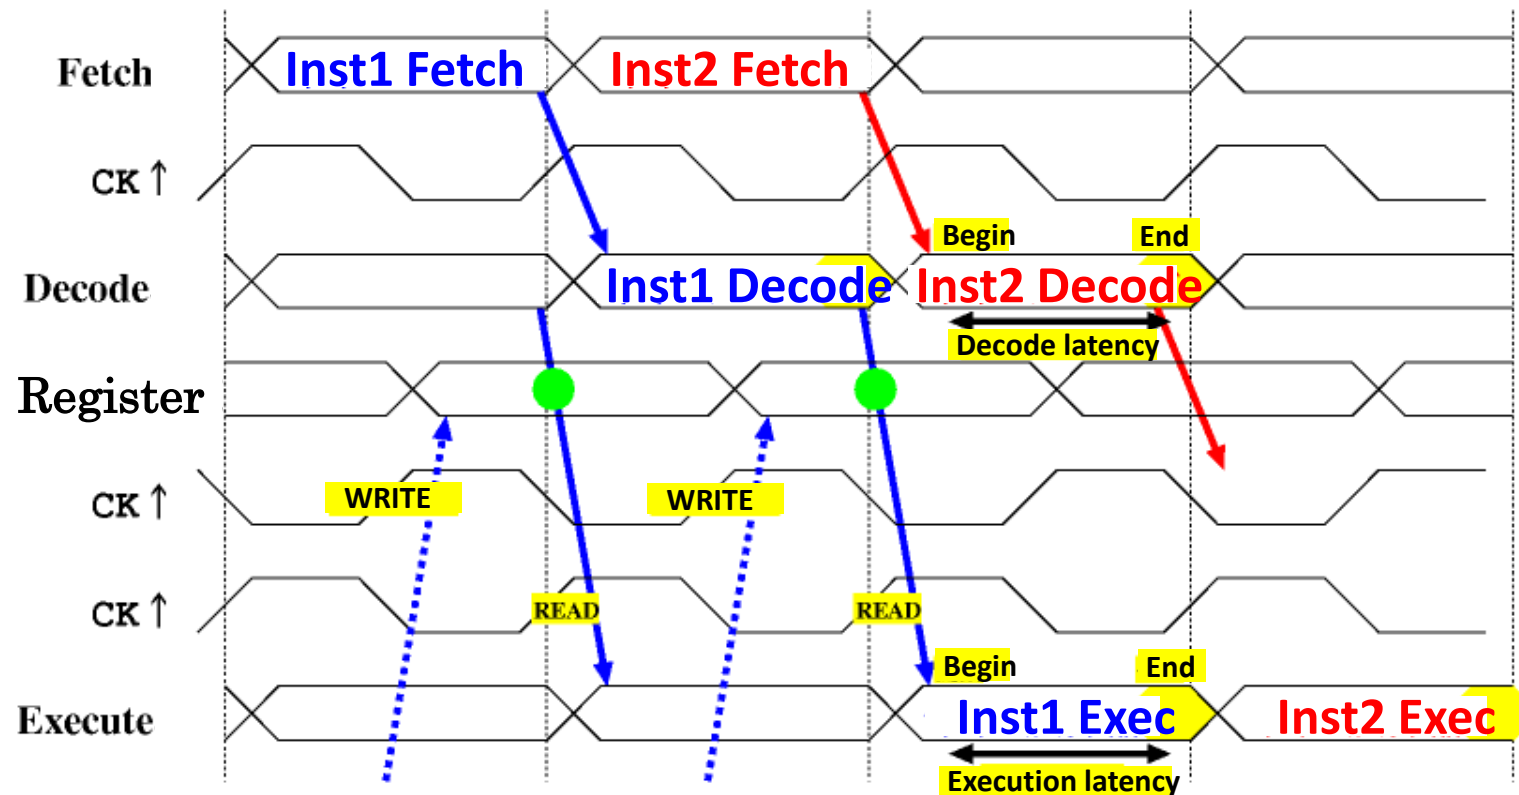 Fetch
Inst1 Fetch
Inst2 Fetch
CK ↑
Begin
End
Decode
Inst1 Decode
Inst2 Decode
Decode latency
Register
CK ↑
WRITE
WRITE
CK ↑
READ
READ
Begin
End
Execute
Inst1 Exec
Inst2 Exec
Execution latency